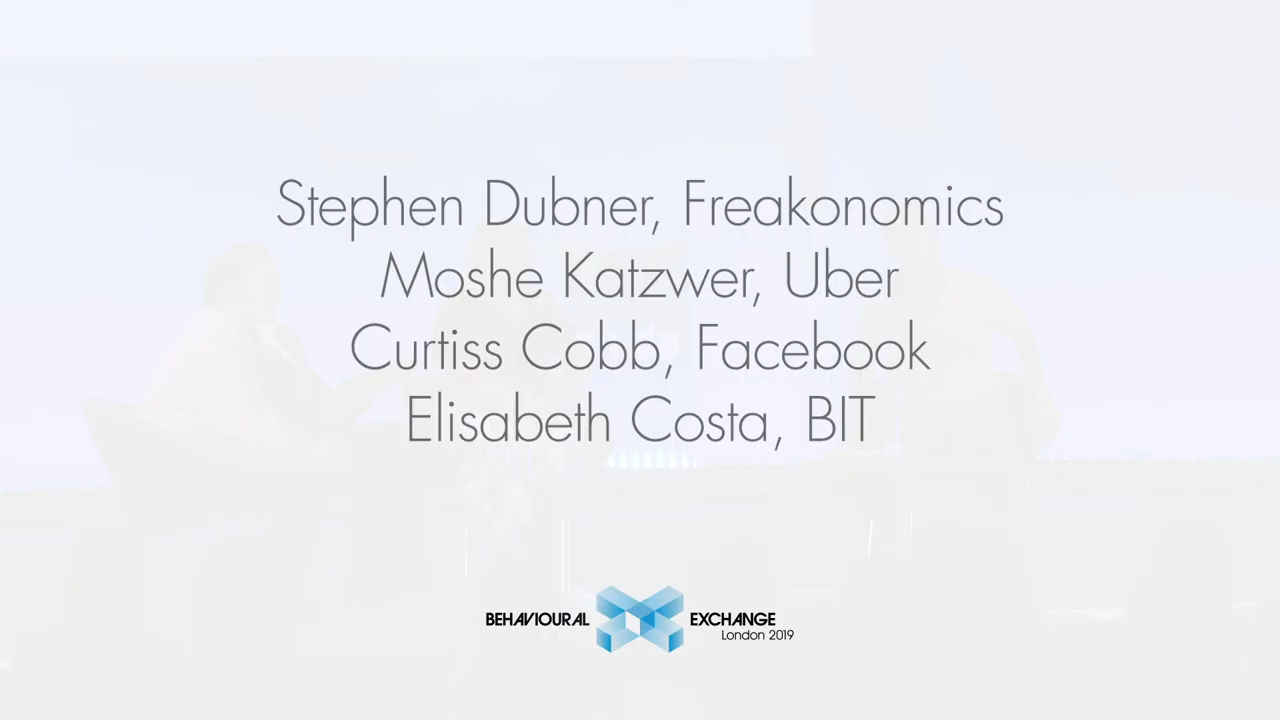 Stephen Dubner, Freakonomics
Moshe Katzwer, Uber
Curtiss Cobb, Facebook
Elisabeth Costa, BIT
BEHAVIOURAL EXCHANGE
London 2019